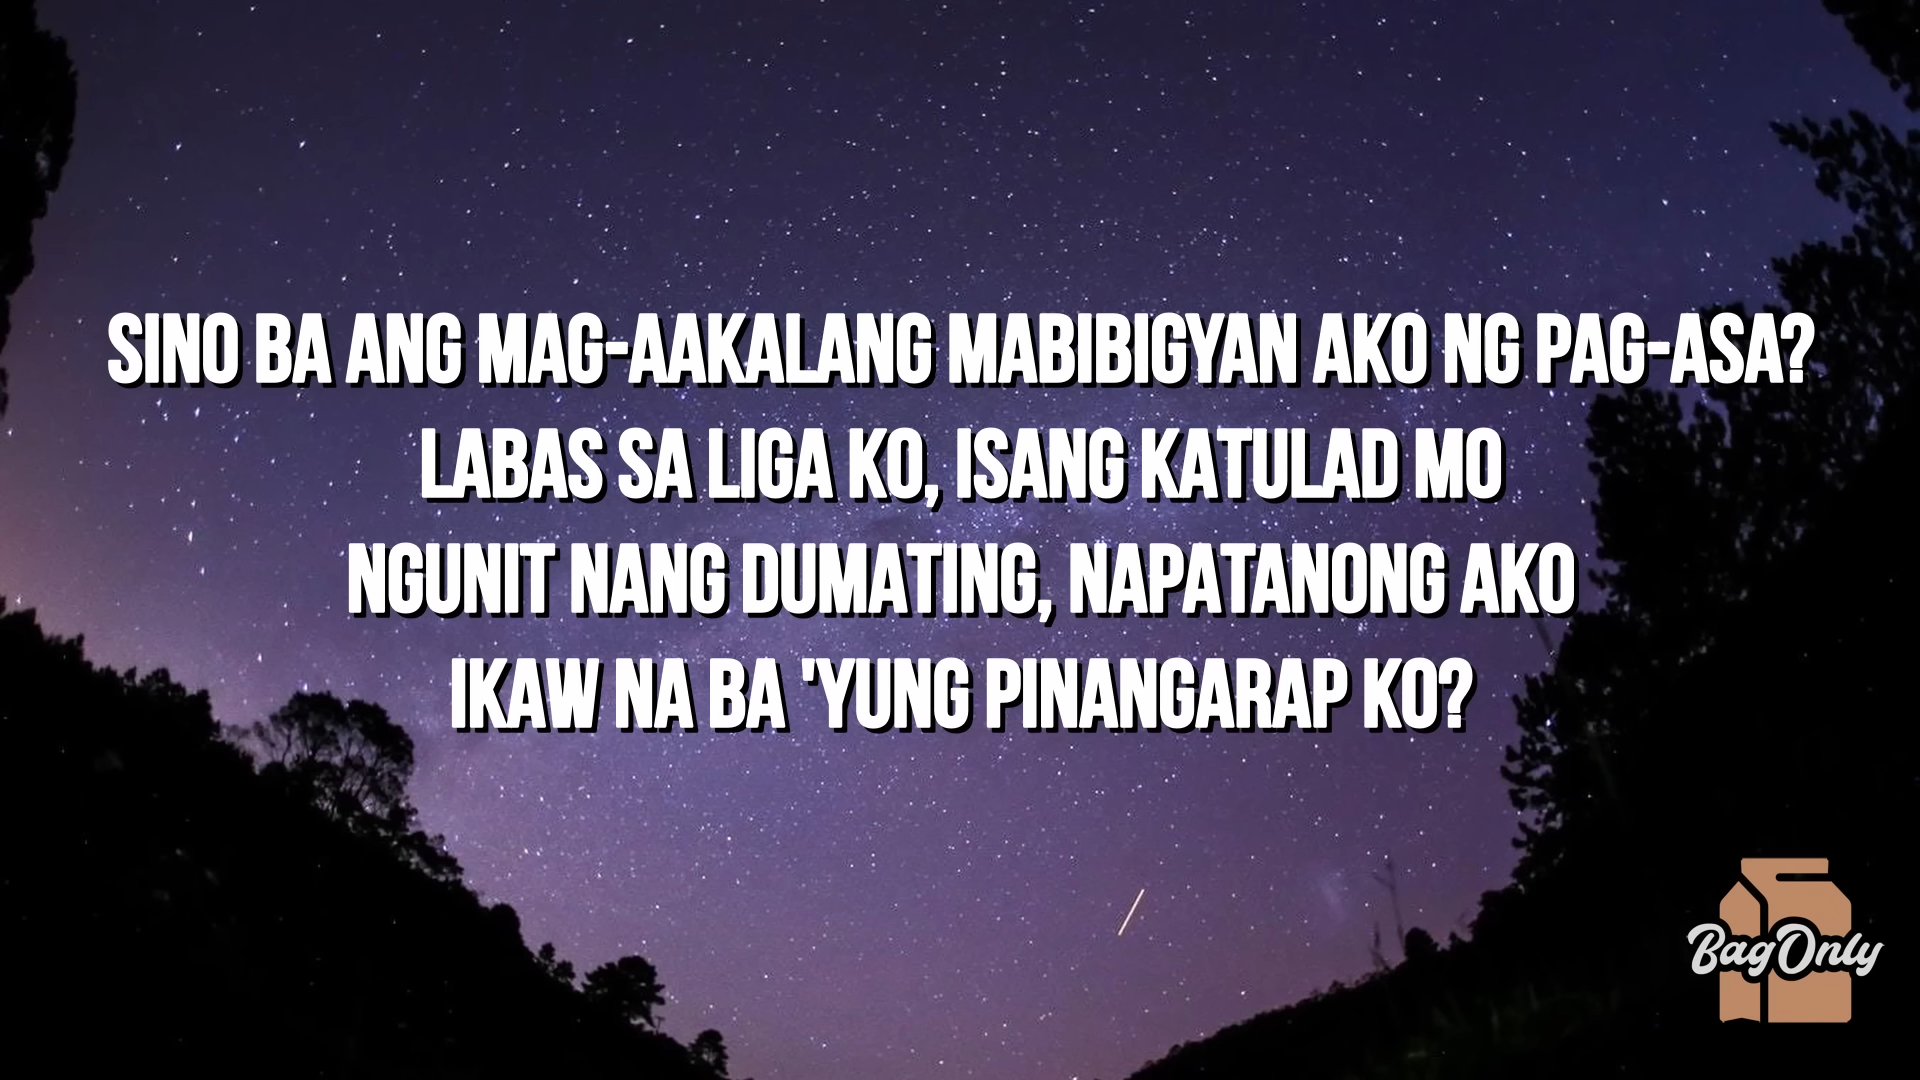 SINO BA ANG MAG-AAKALANG MABIBIGYAN AKO NG PAG-ASA?
LABAS SA LIGA KO, ISANG KATULAD MO
NGUNIT NANG DUMATING, NAPATANONG AKO
IKAW NA BA 'YUNG PINANGARAP KO?
BagOnly